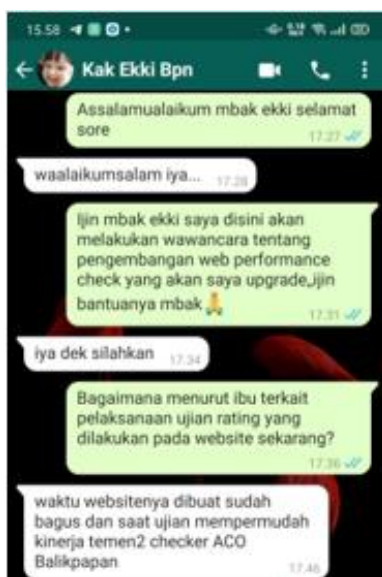 15.58
Kak Ekki Bpn
Assalamualaikum mbak ekki selamat
sore
17.27
waalaikumsalam iya...
17.28
Ijin mbak ekki saya disini akan
melakukan wawancara tentang
pengembangan web performance
check yang akan saya upgrade,,ijin
bantuanya mbak🙏
17.31
iya dek silahkan
17.34
Bagaimana menurut ibu terkait
pelaksanaan ujian rating yang
dilakukan pada website sekarang?
17.36
waktu websitenya dibuat sudah
bagus dan saat ujian mempermudah
kinerja temen2 checker ACO
Balikpapan
17.46